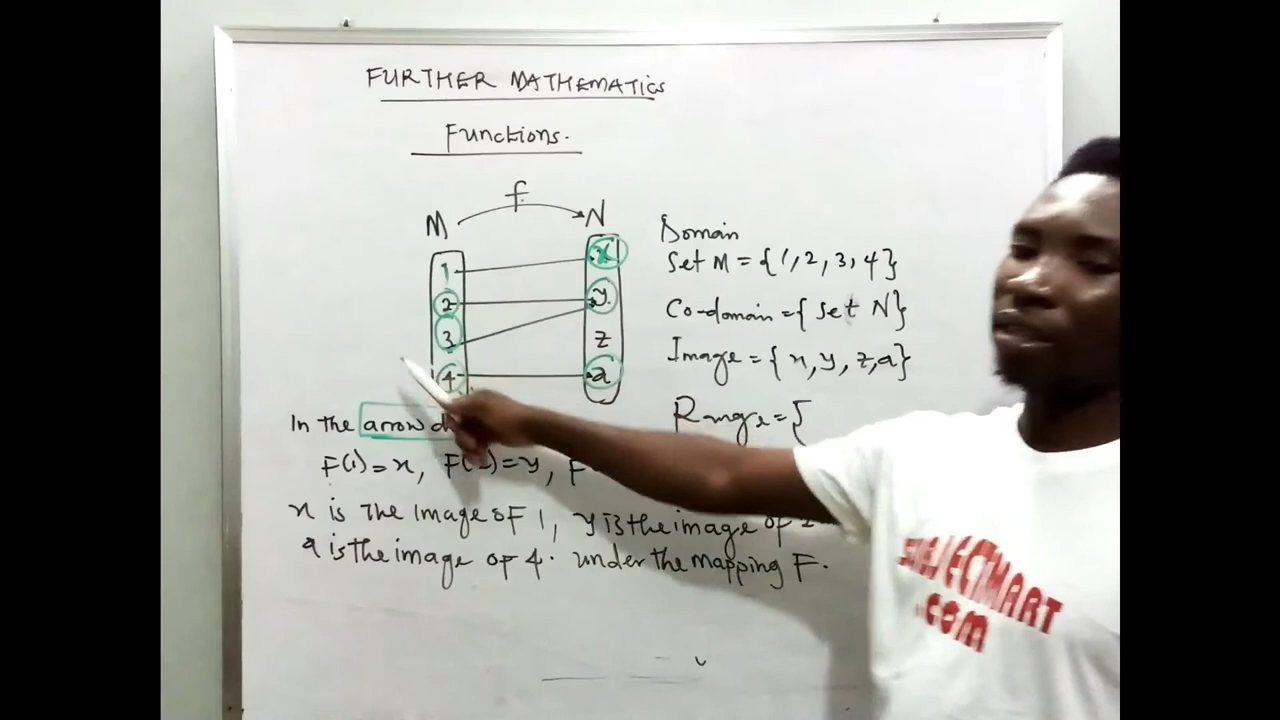 FURTHER MATHEMATICS
Functions.
f
M N
1 x
2 y
3 z
4 a
Domain
Set M = {1, 2, 3, 4}
Co-domain = { Set N}
Image = { x, y, z, a}
Range = {
In the arrow d
F(1) = x, F( ) = y, F
x is the Image of 1, y is the image of 2
a is the image of 4. under the mapping F.
SUBJECTMART
.COM